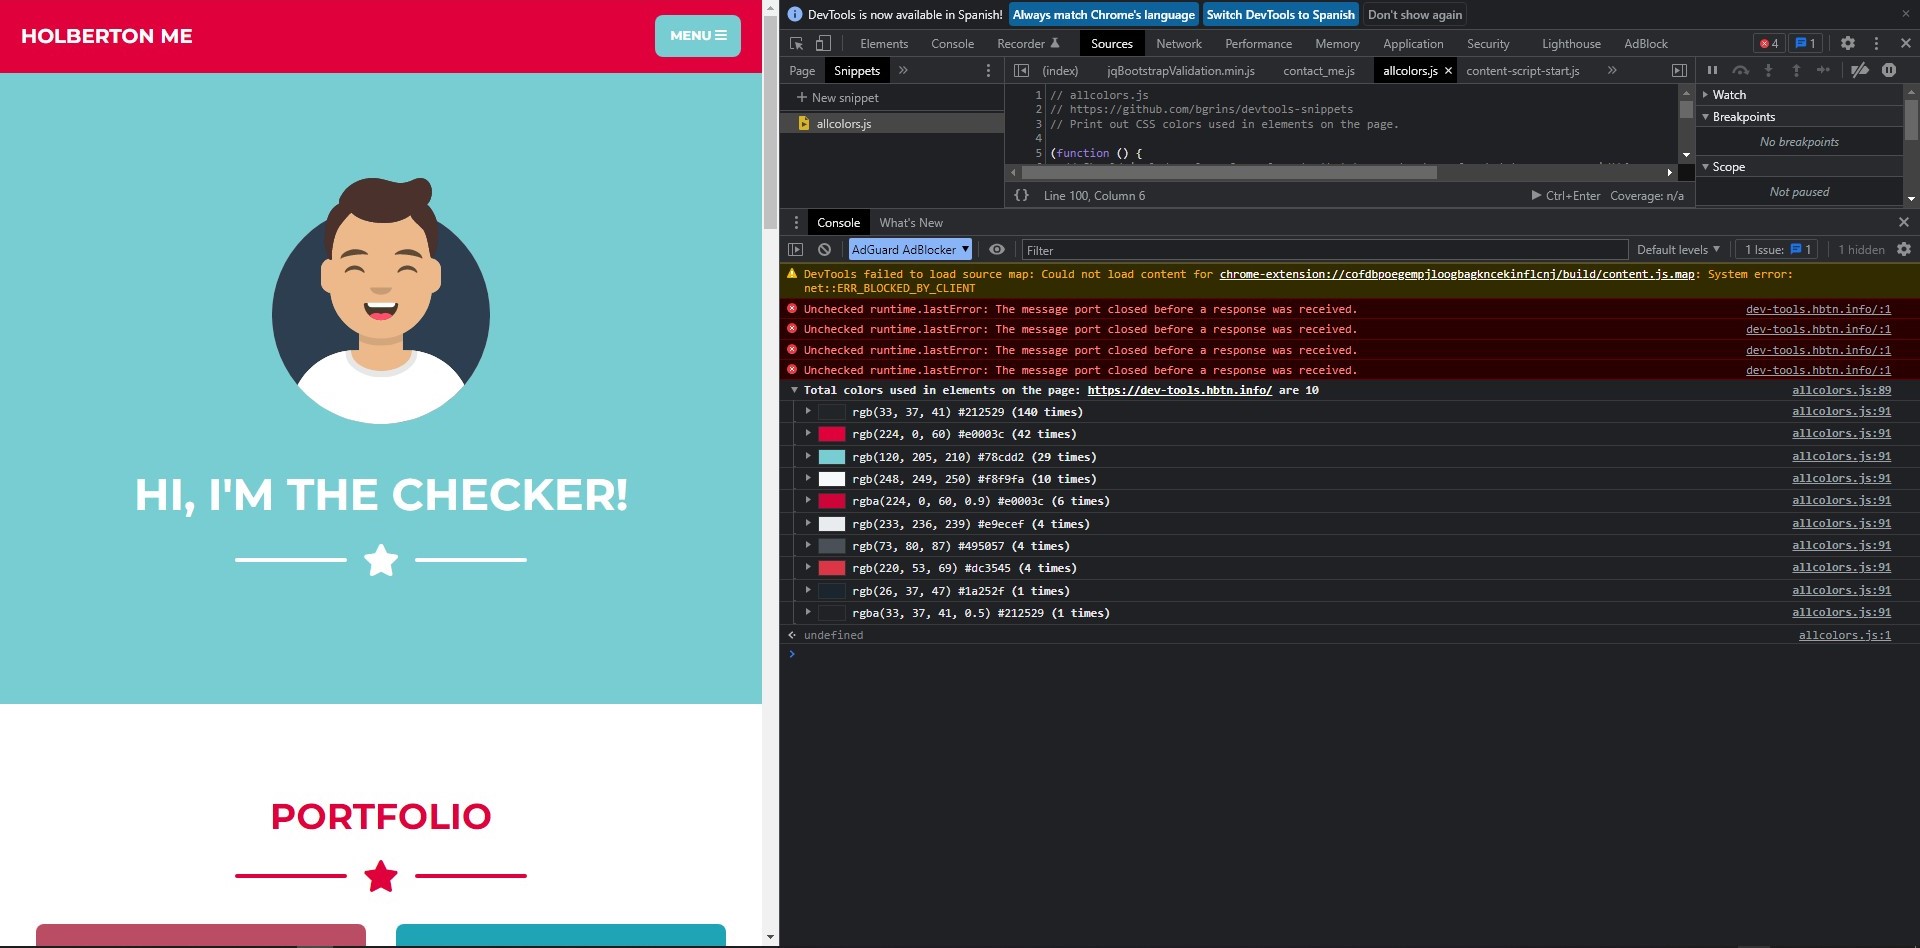 HOLBERTON ME
MENU
HI, I'M THE CHECKER!
PORTFOLIO
DevTools is now available in Spanish! Always match Chrome's language Switch DevTools to Spanish Don't show again
Elements Console Recorder Sources Network Performance Memory Application Security Lighthouse AdBlock 4 1
Page Snippets » (index) jqBootstrapValidation.min.js contact_me.js allcolors.js × content-script-start.js »
+ New snippet
allcolors.js
1 // allcolors.js
2 // https://github.com/bgrins/devtools-snippets
3 // Print out CSS colors used in elements on the page.
4
5 (function () {
{} Line 100, Column 6 Ctrl+Enter Coverage: n/a
Watch
Breakpoints
No breakpoints
Scope
Not paused
Console What's New
AdGuard AdBlocker Filter Default levels 1 Issue: 1 1 hidden
DevTools failed to load source map: Could not load content for chrome-extension://cofdbpoegempjloogbagkncekinflcnj/build/content.js.map: System error:
net::ERR_BLOCKED_BY_CLIENT
Unchecked runtime.lastError: The message port closed before a response was received. dev-tools.hbtn.info/:1
Unchecked runtime.lastError: The message port closed before a response was received. dev-tools.hbtn.info/:1
Unchecked runtime.lastError: The message port closed before a response was received. dev-tools.hbtn.info/:1
Unchecked runtime.lastError: The message port closed before a response was received. dev-tools.hbtn.info/:1
Total colors used in elements on the page: https://dev-tools.hbtn.info/ are 10 allcolors.js:89
rgb(33, 37, 41) #212529 (140 times) allcolors.js:91
rgb(224, 0, 60) #e0003c (42 times) allcolors.js:91
rgb(120, 205, 210) #78cdd2 (29 times) allcolors.js:91
rgb(248, 249, 250) #f8f9fa (10 times) allcolors.js:91
rgba(224, 0, 60, 0.9) #e0003c (6 times) allcolors.js:91
rgb(233, 236, 239) #e9ecef (4 times) allcolors.js:91
rgb(73, 80, 87) #495057 (4 times) allcolors.js:91
rgb(220, 53, 69) #dc3545 (4 times) allcolors.js:91
rgb(26, 37, 47) #1a252f (1 times) allcolors.js:91
rgba(33, 37, 41, 0.5) #212529 (1 times) allcolors.js:91
undefined allcolors.js:1